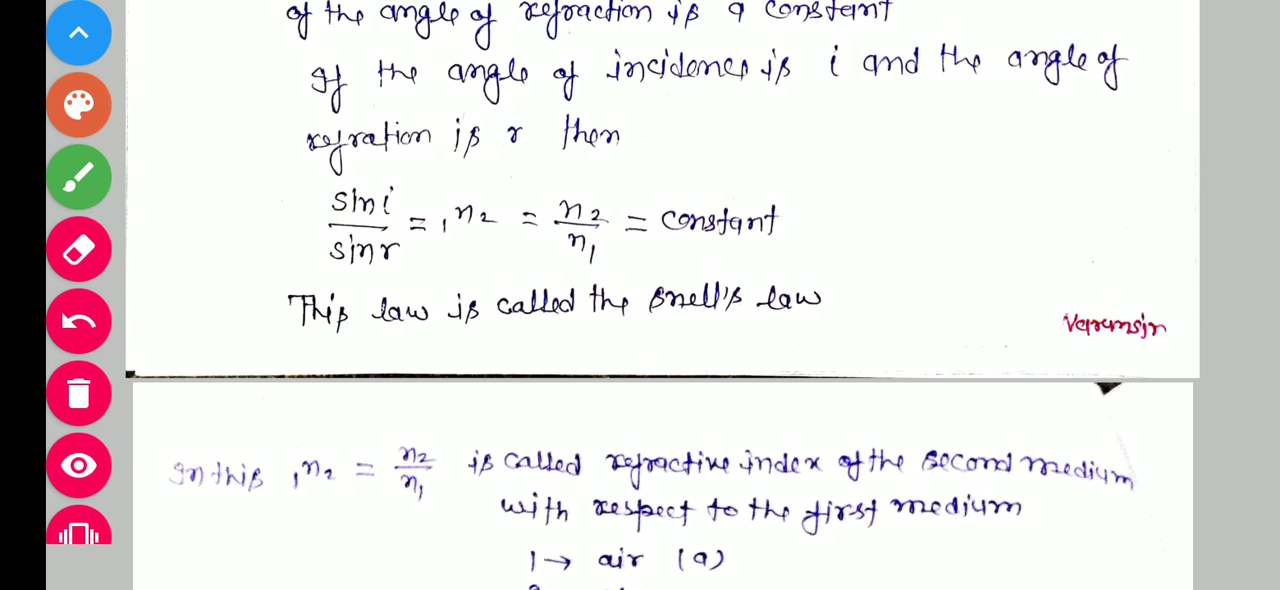 of the angle of refraction is a constant
If the angle of incidence is i and the angle of
refration is r then
sin i / sin r = ₁n₂ = n₂ / n₁ = constant
This law is called the snell's law
In this ₁n₂ = n₂ / n₁ is called refractive index of the second medium
with respect to the first medium
1 → air (a)